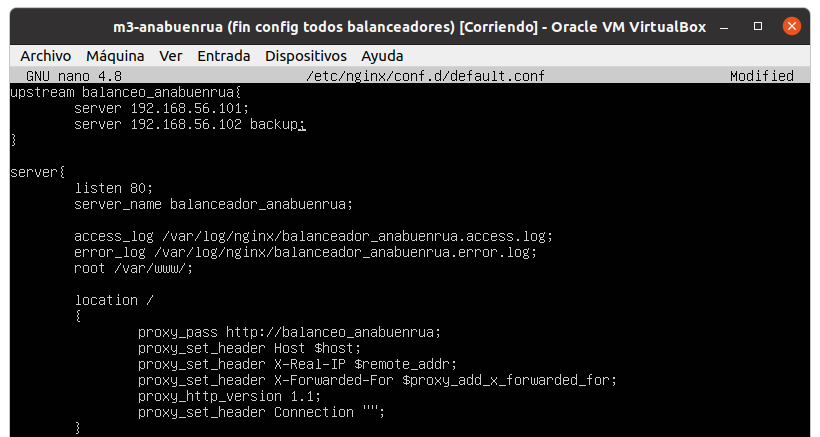 m3-anabuenrua (fin config todos balanceadores) [Corriendo] - Oracle VM VirtualBox
Archivo Máquina Ver Entrada Dispositivos Ayuda
GNU nano 4.8 /etc/nginx/conf.d/default.conf Modified
upstream balanceo_anabuenrua{
        server 192.168.56.101;
        server 192.168.56.102 backup;
}
server{
        listen 80;
        server_name balanceador_anabuenrua;
        access_log /var/log/nginx/balanceador_anabuenrua.access.log;
        error_log /var/log/nginx/balanceador_anabuenrua.error.log;
        root /var/www/;
        location /
        {
                proxy_pass http://balanceo_anabuenrua;
                proxy_set_header Host $host;
                proxy_set_header X-Real-IP $remote_addr;
                proxy_set_header X-Forwarded-For $proxy_add_x_forwarded_for;
                proxy_http_version 1.1;
                proxy_set_header Connection "";
        }